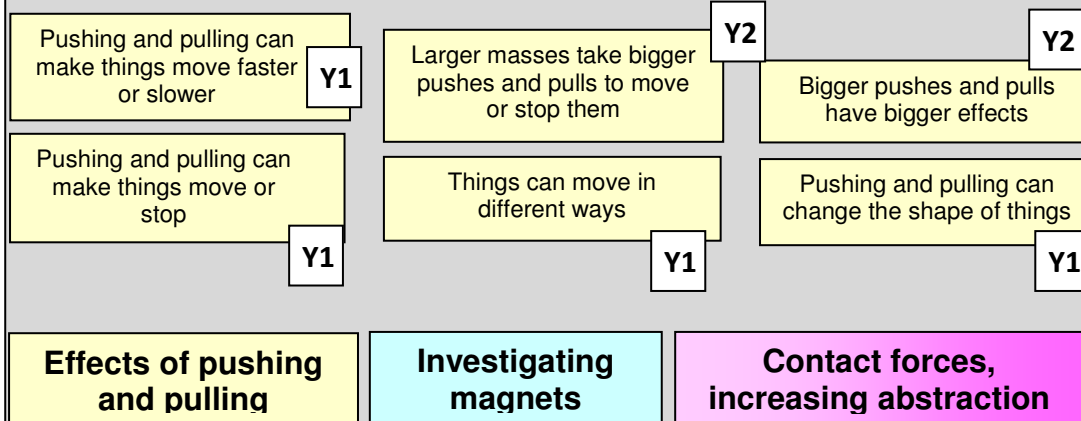 Pushing and pulling can
make things move faster
or slower
Y1
Larger masses take bigger
pushes and pulls to move
or stop them
Y2
Bigger pushes and pulls
have bigger effects
Y2
Pushing and pulling can
make things move or
stop
Y1
Things can move in
different ways
Y1
Pushing and pulling can
change the shape of things
Y1
Effects of pushing
and pulling
Investigating
magnets
Contact forces,
increasing abstraction